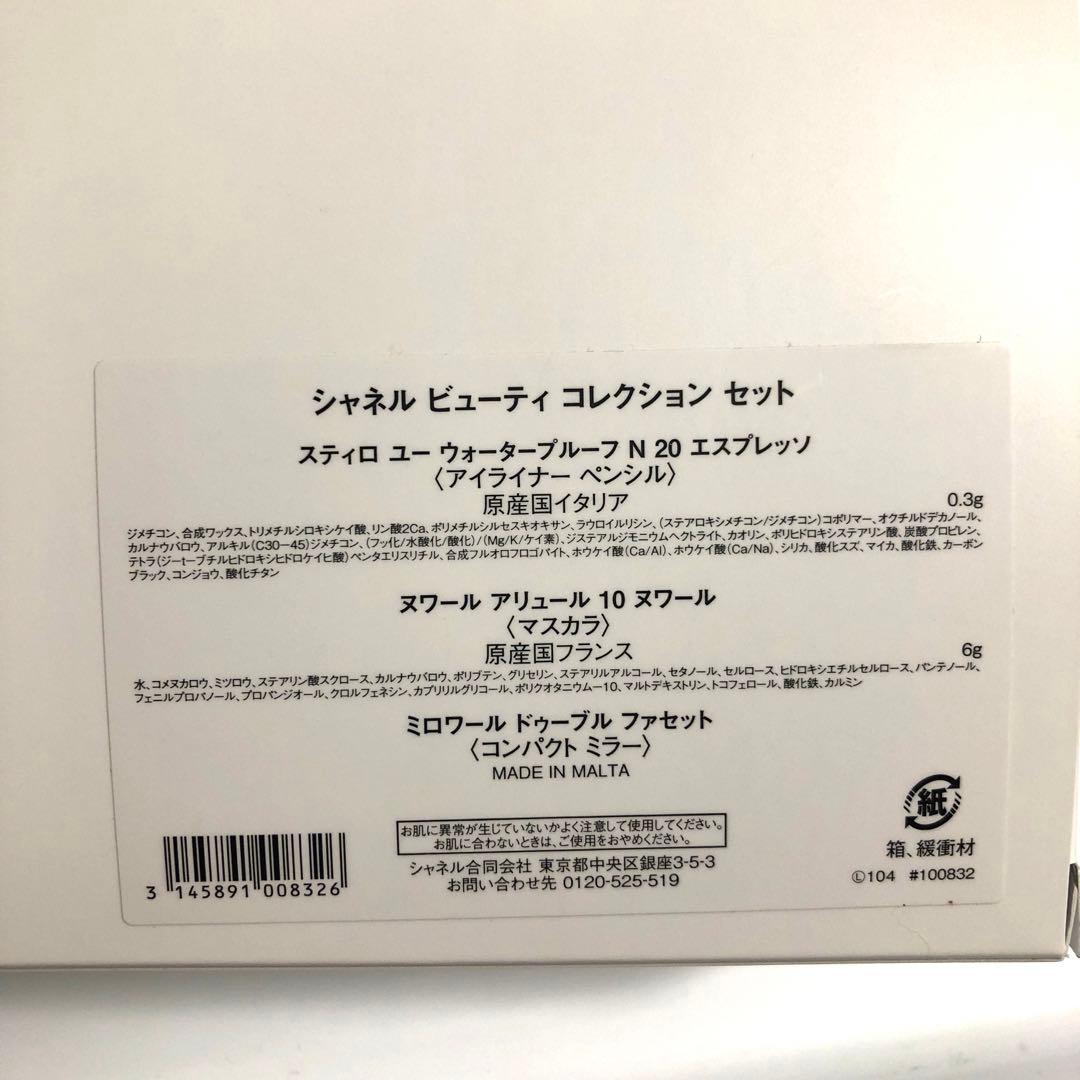 シャネル ビューティ コレクション セット
スティロ ユー ウォータープルーフ N 20 エスプレッソ
〈アイライナー ペンシル〉
原産国イタリア
0.3g
ジメチコン、合成ワックス、トリメチルシロキシケイ酸、リン酸2Ca、ポリメチルシルセスキオキサン、ラウロイルリシン、(ステアロキシメチコン/ジメチコン)コポリマー、オクチルドデカノール、
カルナウバロウ、アルキル(C30-45)ジメチコン、(フッ化/水酸化/酸化)/(Mg/K/ケイ素)、ジステアルジモニウムヘクトライト、カオリン、ポリヒドロキシステアリン酸、炭酸プロピレン、
テトラ(ジーtーブチルヒドロキシヒドロケイヒ酸)ペンタエリスリチル、合成フルオロフロゴパイト、ホウケイ酸(Ca/Al)、ホウケイ酸(Ca/Na)、シリカ、酸化スズ、マイカ、酸化鉄、カーボン
ブラック、コンジョウ、酸化チタン
ヌワール アリュール 10 ヌワール
〈マスカラ〉
原産国フランス
6g
水、コメヌカロウ、ミツロウ、ステアリン酸スクロース、カルナウバロウ、ポリブテン、グリセリン、ステアリルアルコール、セタノール、セルロース、ヒドロキシエチルセルロース、パンテノール、
フェニルプロパノール、プロパンジオール、クロルフェネシン、カプリリルグリコール、ポリクオタニウムー10、マルトデキストリン、トコフェロール、酸化鉄、カルミン
ミロワール ドゥーブル ファセット
〈コンパクト ミラー〉
MADE IN MALTA
お肌に異常が生じていないかよく注意して使用してください。
お肌に合わないときは、ご使用をおやめください。
シャネル合同会社 東京都中央区銀座3-5-3
お問い合わせ先 0120-525-519
3 145891 008326
紙
箱、緩衝材
Ⓛ104 #100832